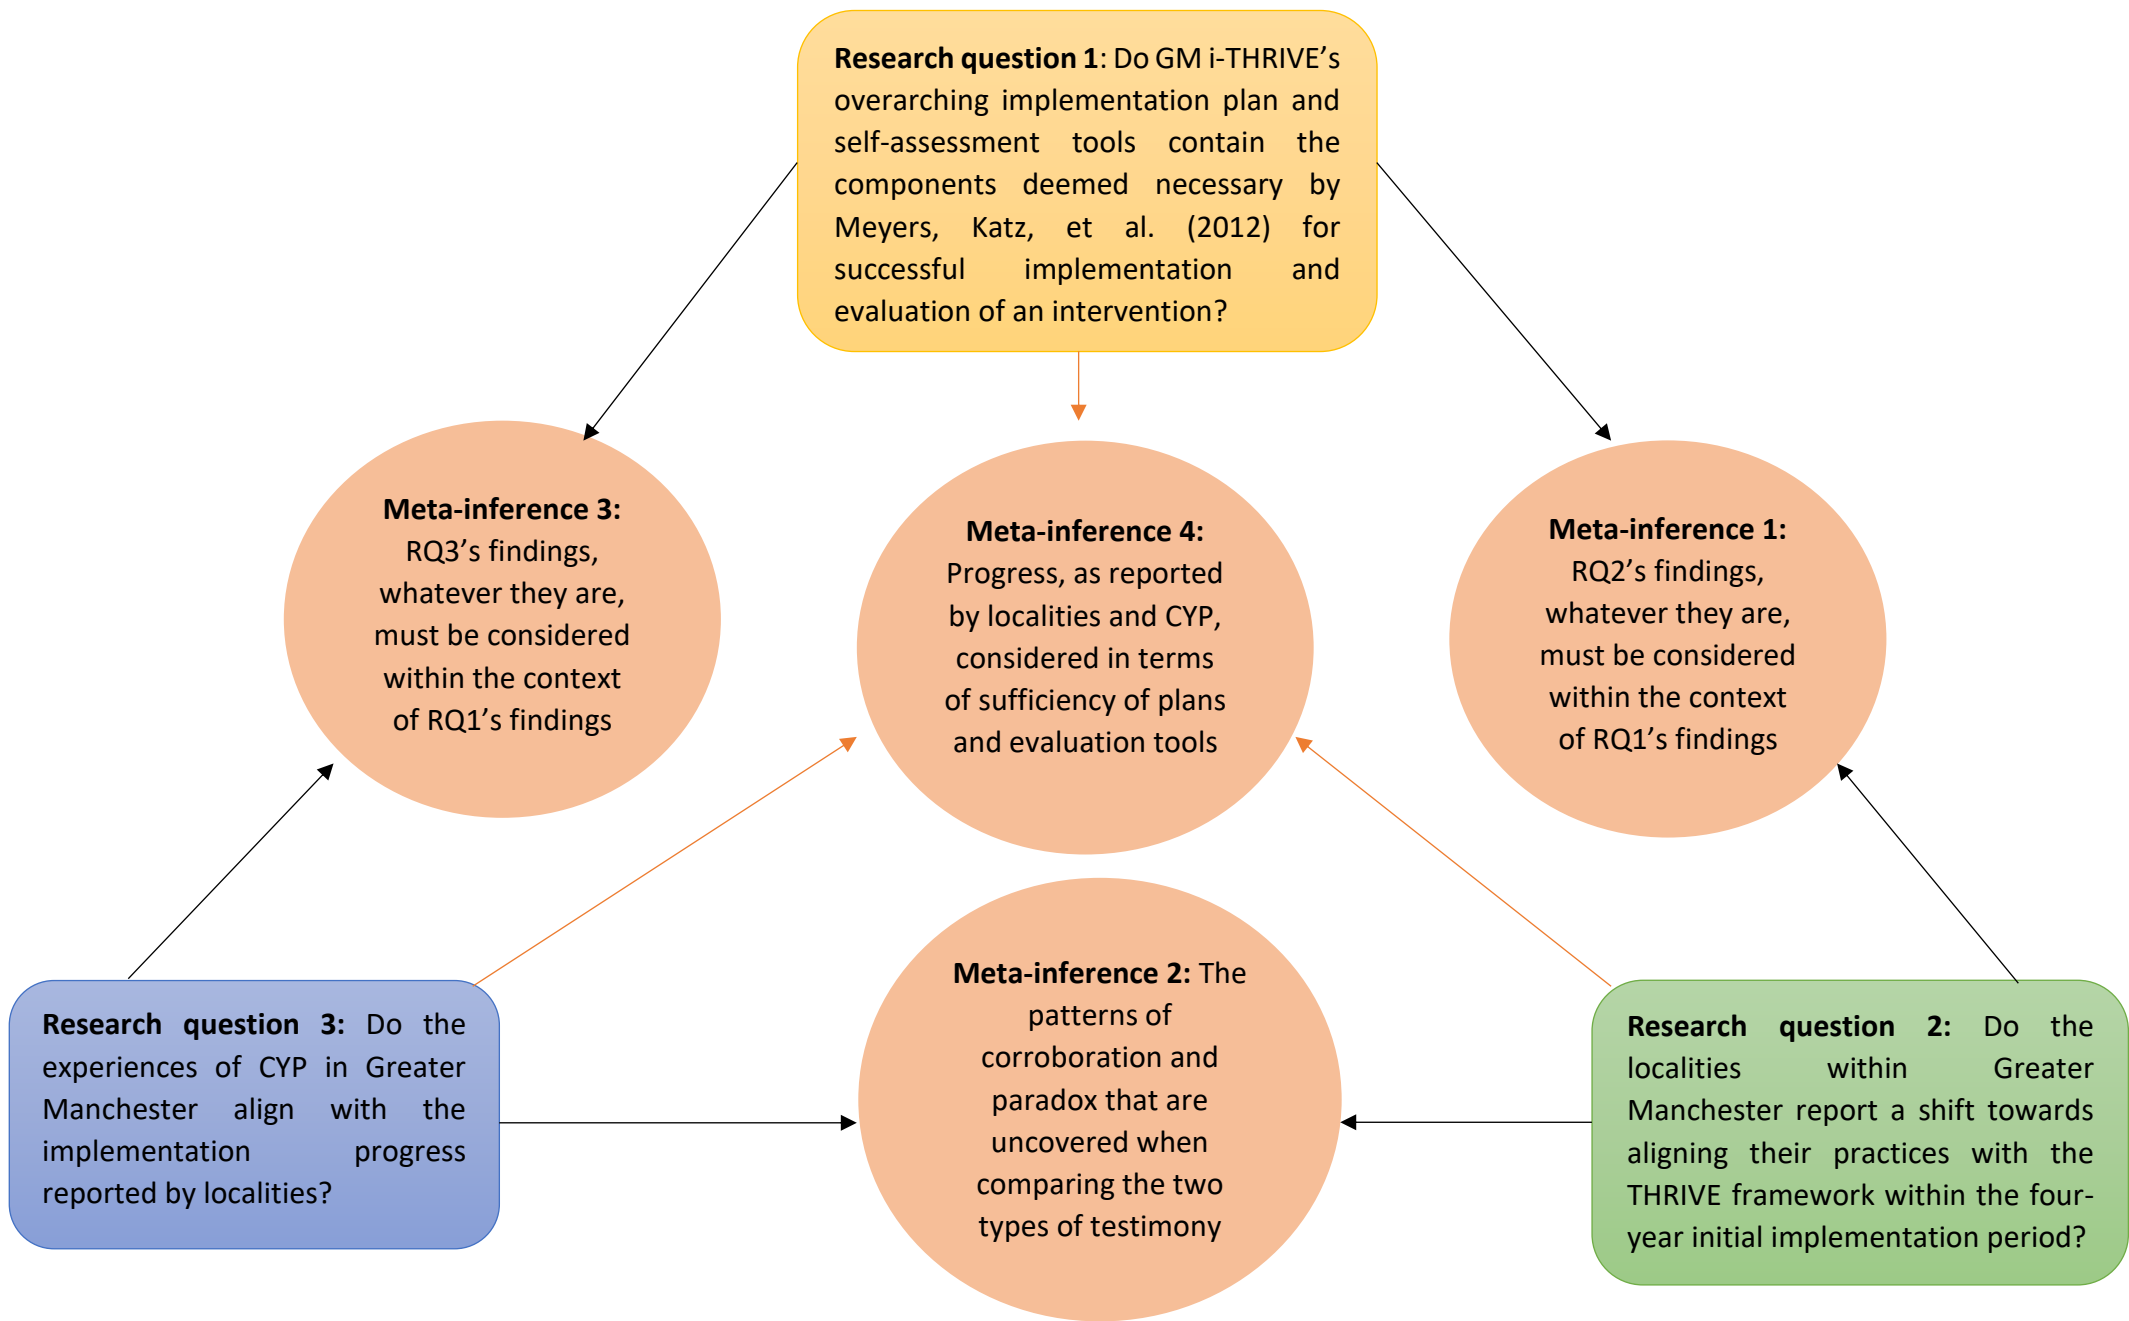 Research question 1: Do GM i-THRIVE’s
overarching implementation plan and
self-assessment tools contain the
components deemed necessary by
Meyers, Katz, et al. (2012) for
successful implementation and
evaluation of an intervention?
Meta-inference 3:
RQ3’s findings,
whatever they are,
must be considered
within the context
of RQ1’s findings
Meta-inference 4:
Progress, as reported
by localities and CYP,
considered in terms
of sufficiency of plans
and evaluation tools
Meta-inference 1:
RQ2’s findings,
whatever they are,
must be considered
within the context
of RQ1’s findings
Research question 3: Do the
experiences of CYP in Greater
Manchester align with the
implementation progress
reported by localities?
Meta-inference 2: The
patterns of
corroboration and
paradox that are
uncovered when
comparing the two
types of testimony
Research question 2: Do the
localities within Greater
Manchester report a shift towards
aligning their practices with the
THRIVE framework within the four-
year initial implementation period?